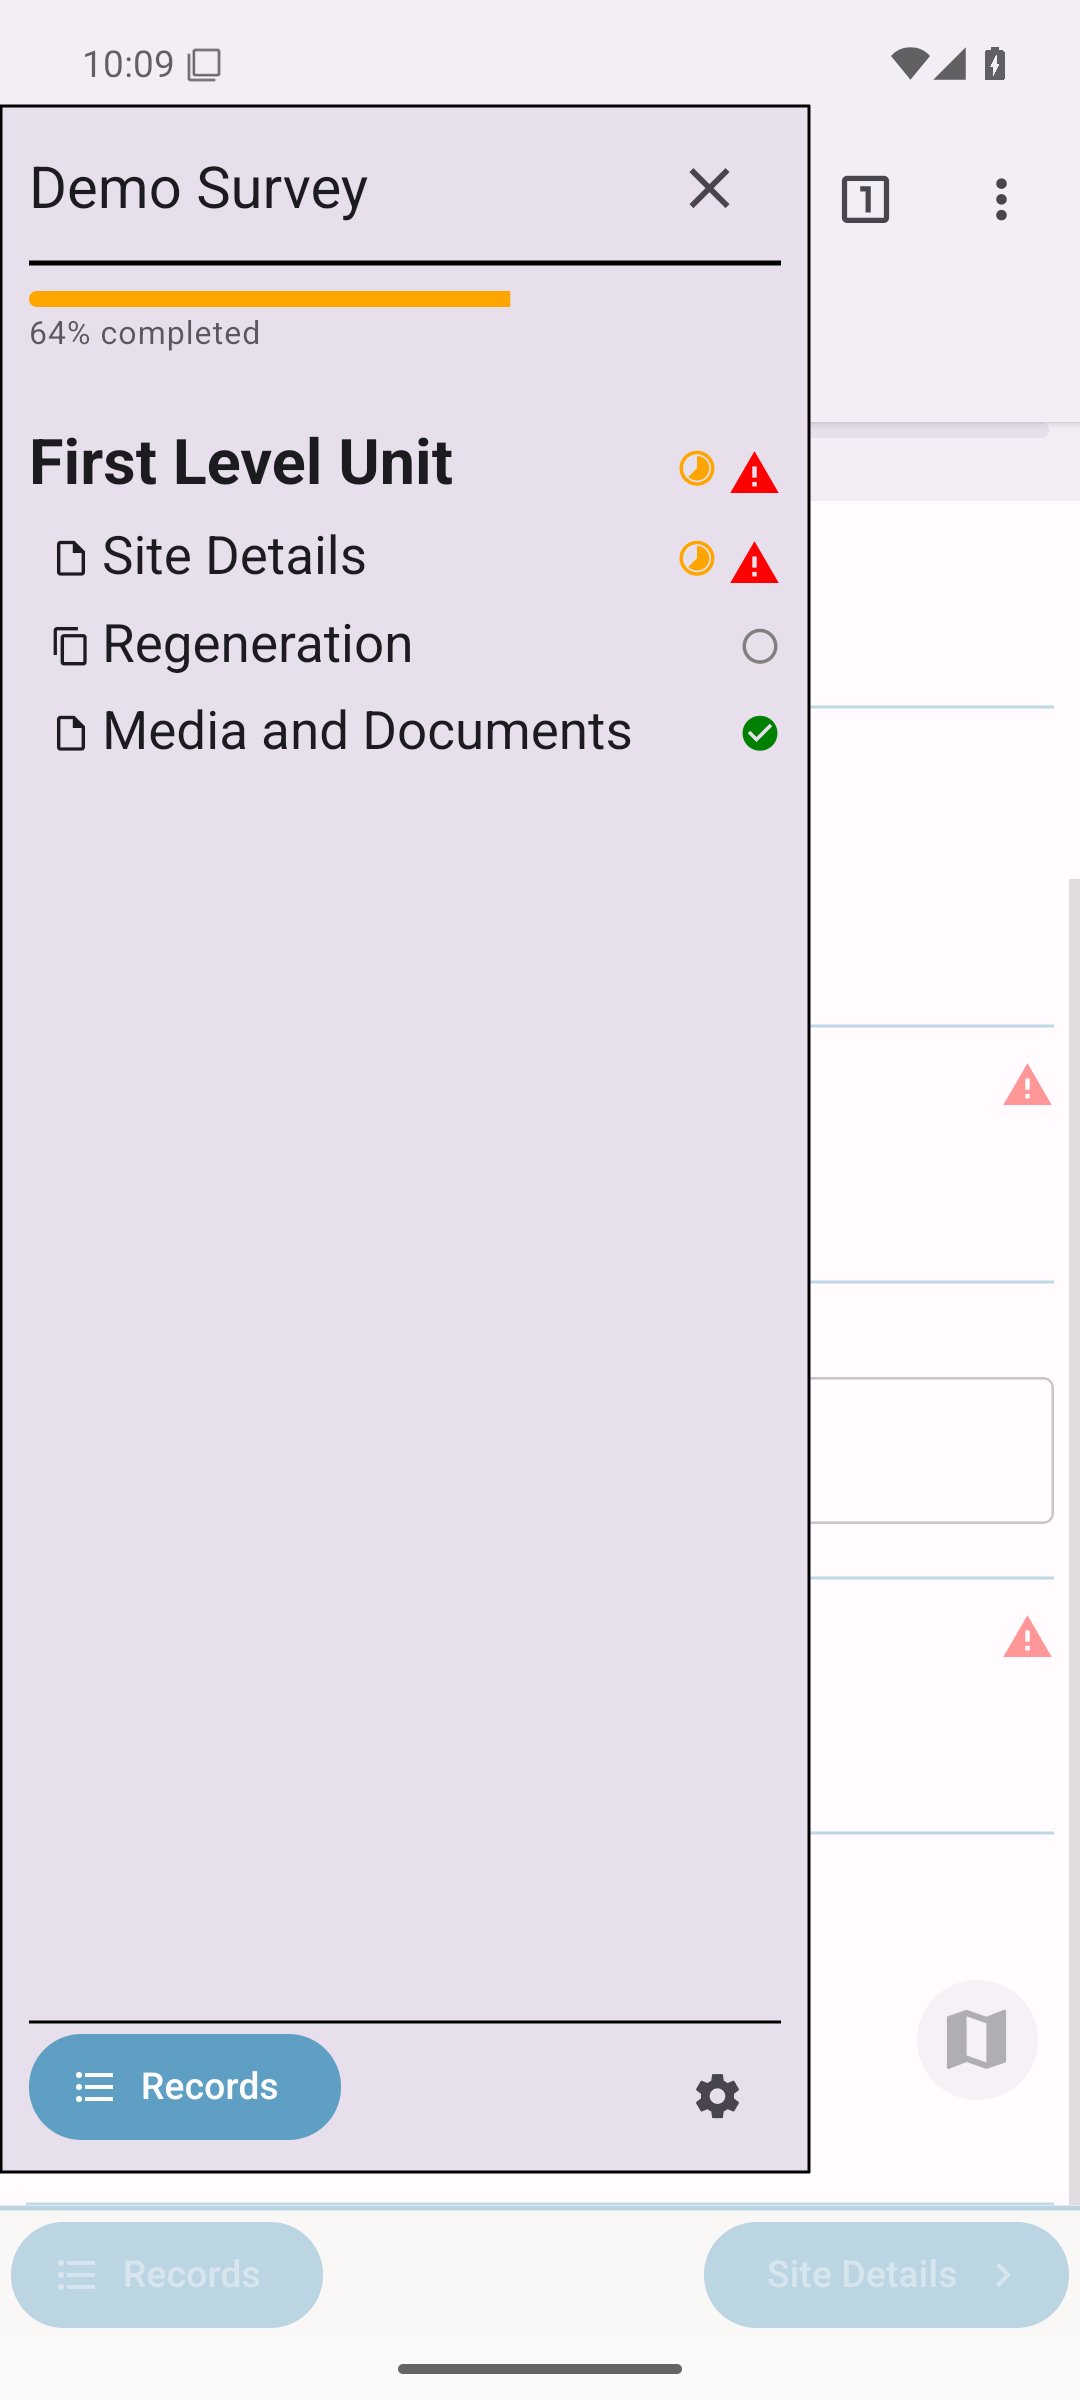 10:09
Demo Survey
1
64% completed
First Level Unit
Site Details
Regeneration
Media and Documents
Records
Records
Site Details